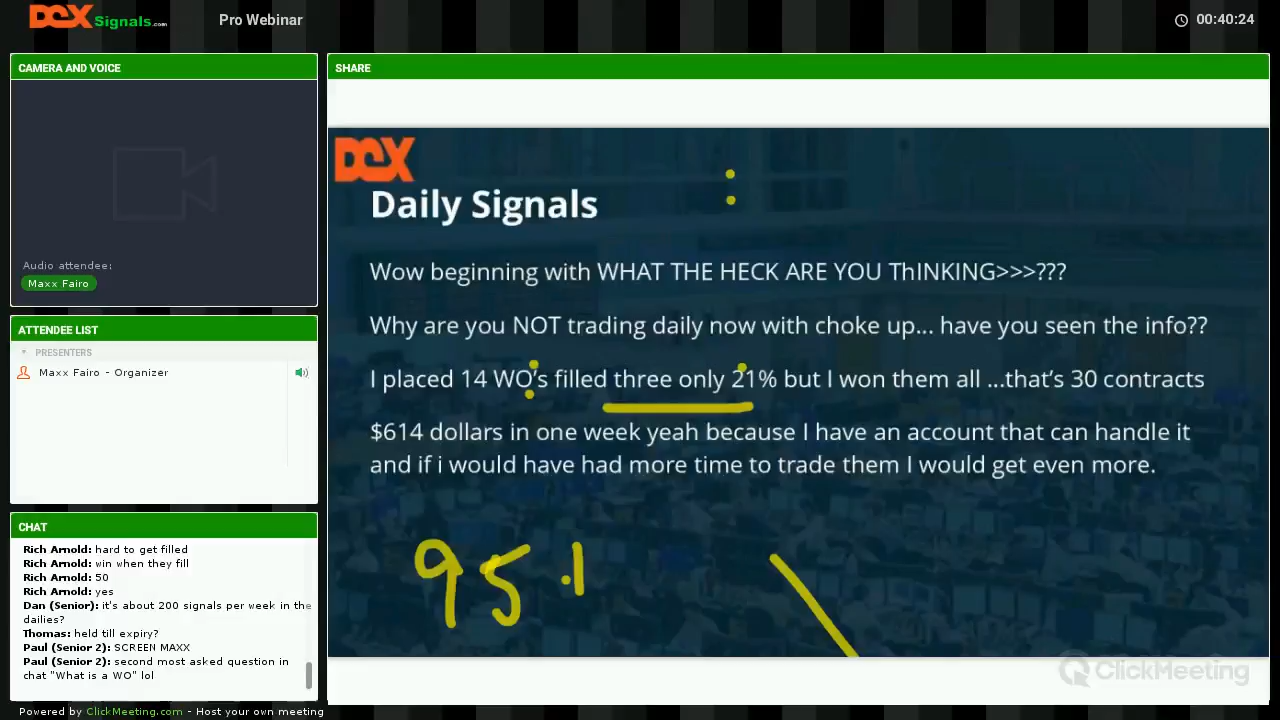 DEX Signals.com Pro Webinar 00:40:24
CAMERA AND VOICE
Audio attendee:
Maxx Fairo
ATTENDEE LIST
PRESENTERS
Maxx Fairo - Organizer
CHAT
Rich Arnold: hard to get filled
Rich Arnold: win when they fill
Rich Arnold: 50
Rich Arnold: yes
Dan (Senior): it's about 200 signals per week in the
dailies?
Thomas: held till expiry?
Paul (Senior 2): SCREEN MAXX
Paul (Senior 2): second most asked question in
chat "What is a WO" lol
SHARE
DEX
Daily Signals
Wow beginning with WHAT THE HECK ARE YOU ThINKING>>>???
Why are you NOT trading daily now with choke up... have you seen the info??
I placed 14 WO's filled three only 21% but I won them all ...that's 30 contracts
$614 dollars in one week yeah because I have an account that can handle it
and if i would have had more time to trade them I would get even more.
95.1
ClickMeeting
Powered by ClickMeeting.com - Host your own meeting